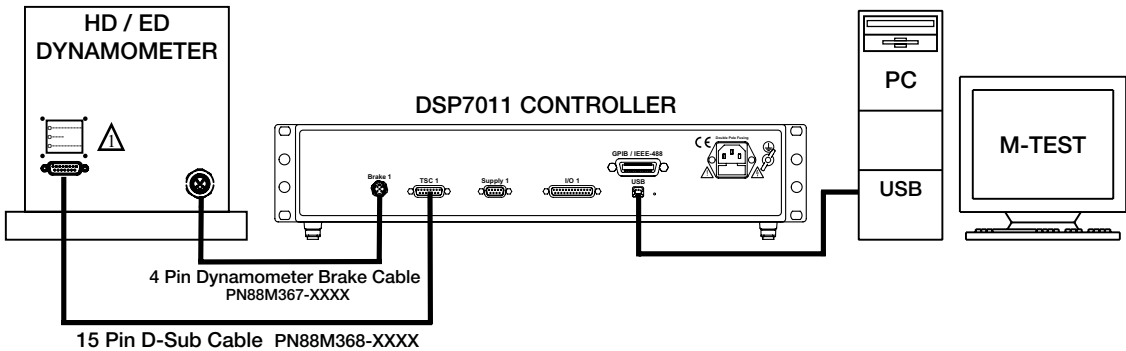 HD / ED
DYNAMOMETER
DSP7011 CONTROLLER
PC
M-TEST
USB
Double Pole Fusing
CE
GPIB / IEEE-488
Brake 1
TSC 1
Supply 1
I/O 1
USB
4 Pin Dynamometer Brake Cable
PN88M367-XXXX
15 Pin D-Sub Cable PN88M368-XXXX